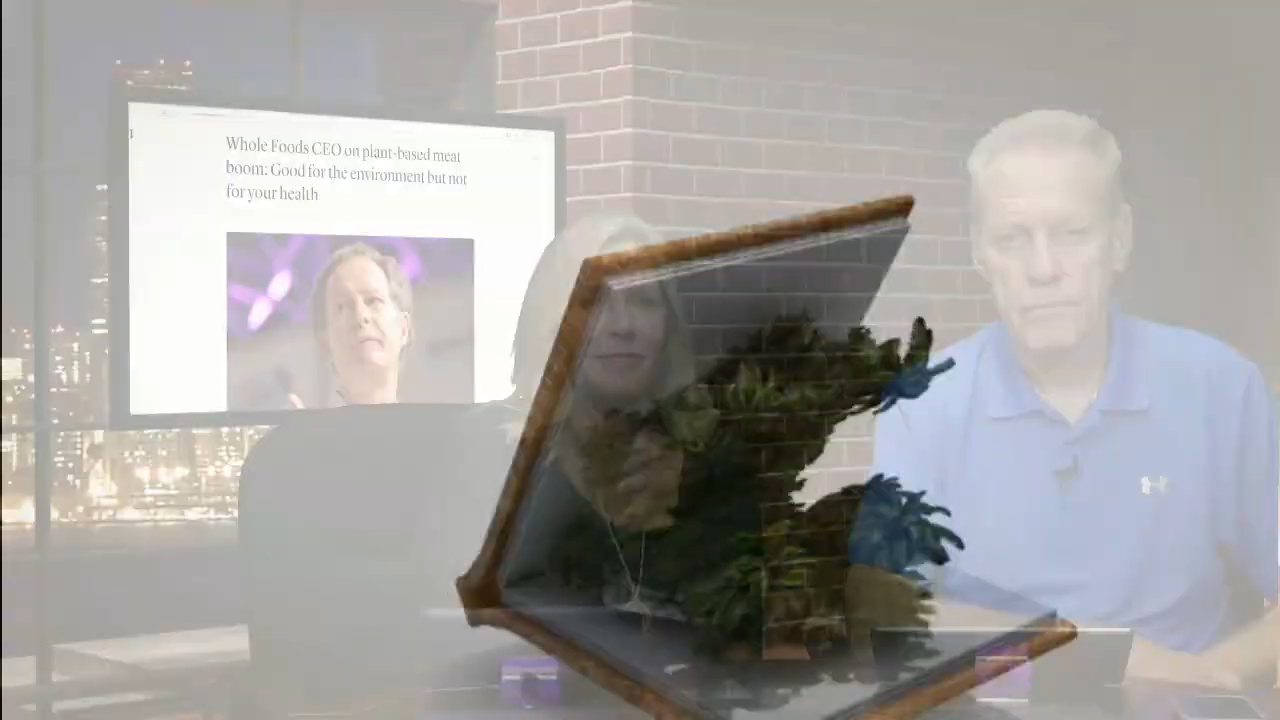 Whole Foods CEO on plant-based meat
boom: Good for the environment but not
for your health